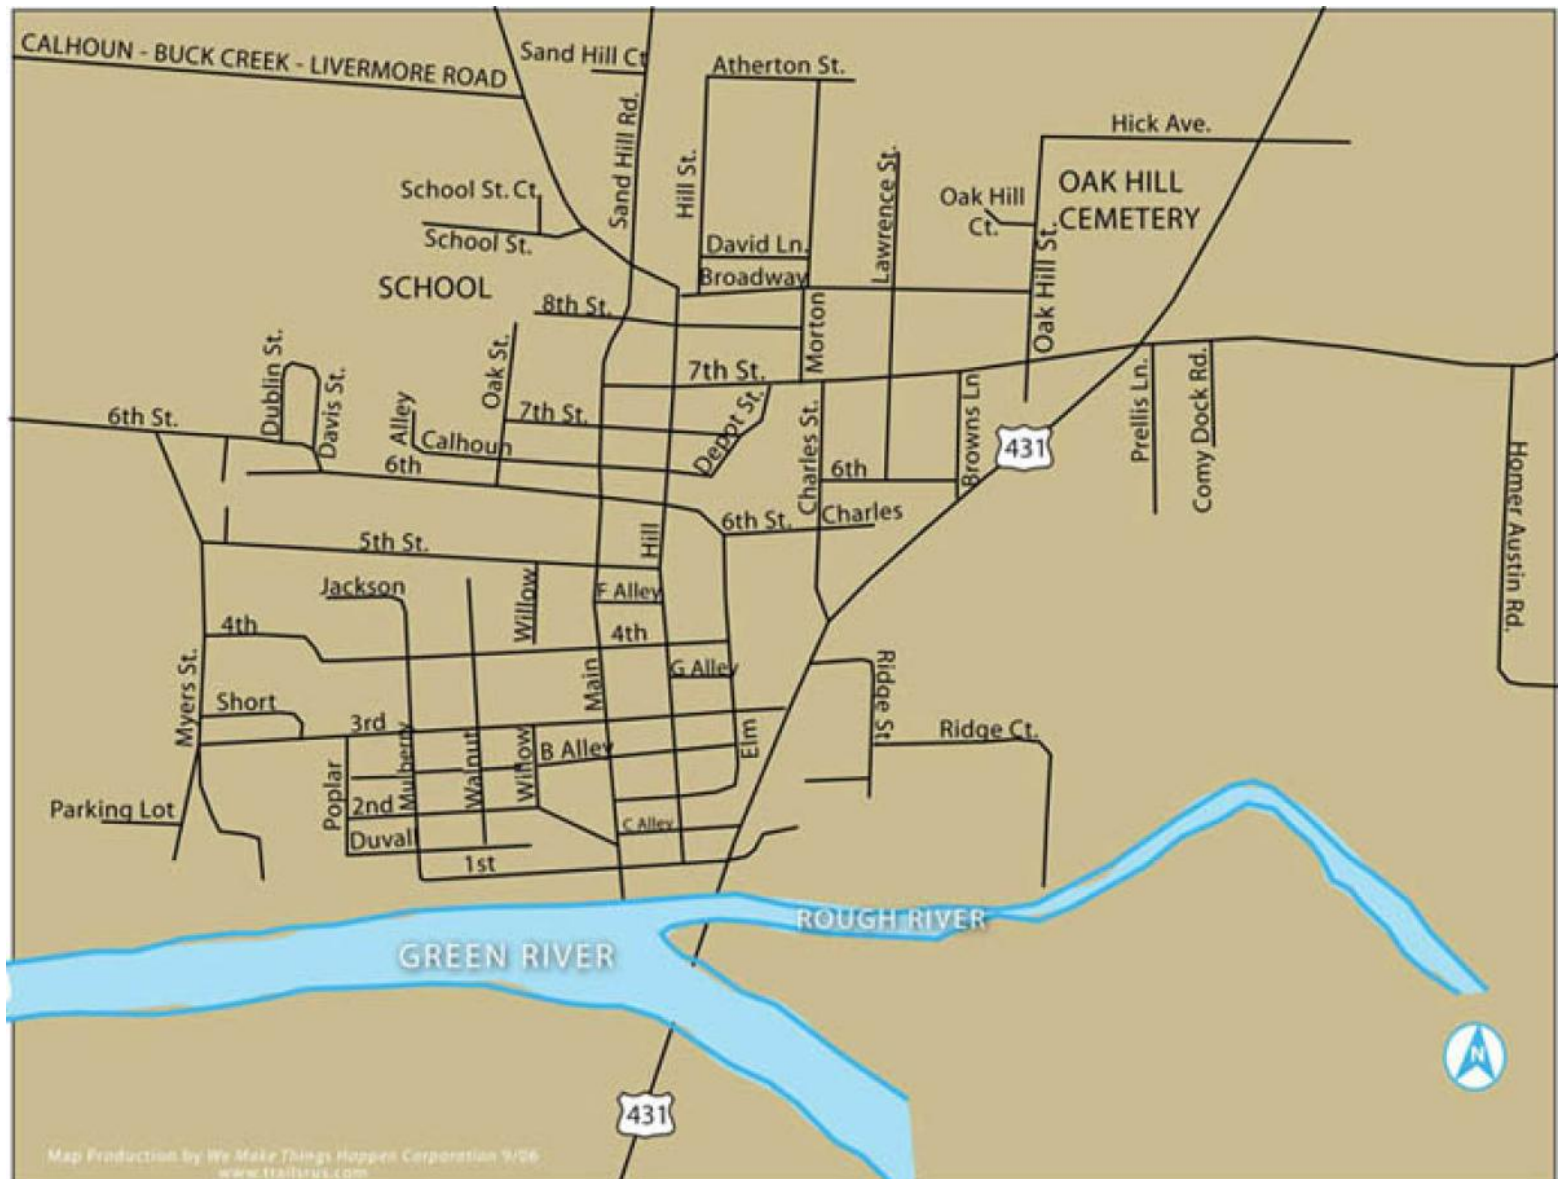 CALHOUN - BUCK CREEK - LIVERMORE ROAD
Sand Hill Ct
Atherton St.
Sand Hill Rd.
Hick Ave.
Hill St.
Lawrence St.
School St. Ct.
School St.
Oak Hill
Ct.
OAK HILL
CEMETERY
David Ln.
Broadway
Oak Hill St.
SCHOOL
8th St.
Morton
Dublin St.
Davis St.
Oak St.
7th St.
Prellis Ln.
Comy Dock Rd.
6th St.
Alley
7th St.
Depot St.
Charles St.
Browns Ln
431
Calhoun
6th
6th
Homer Austin Rd.
6th St.
Charles
5th St.
Hill
Jackson
Willow
F Alley
4th
4th
Myers St.
Main
G Alley
Ridge St
Short
3rd
Mulberry
Walnut
Willow
B Alley
Elm
Ridge Ct.
Parking Lot
Poplar
2nd
Duvall
C Alley
1st
ROUGH RIVER
GREEN RIVER
N
431
Map Production by We Make Things Happen Corporation 9/06
www.trailsrus.com